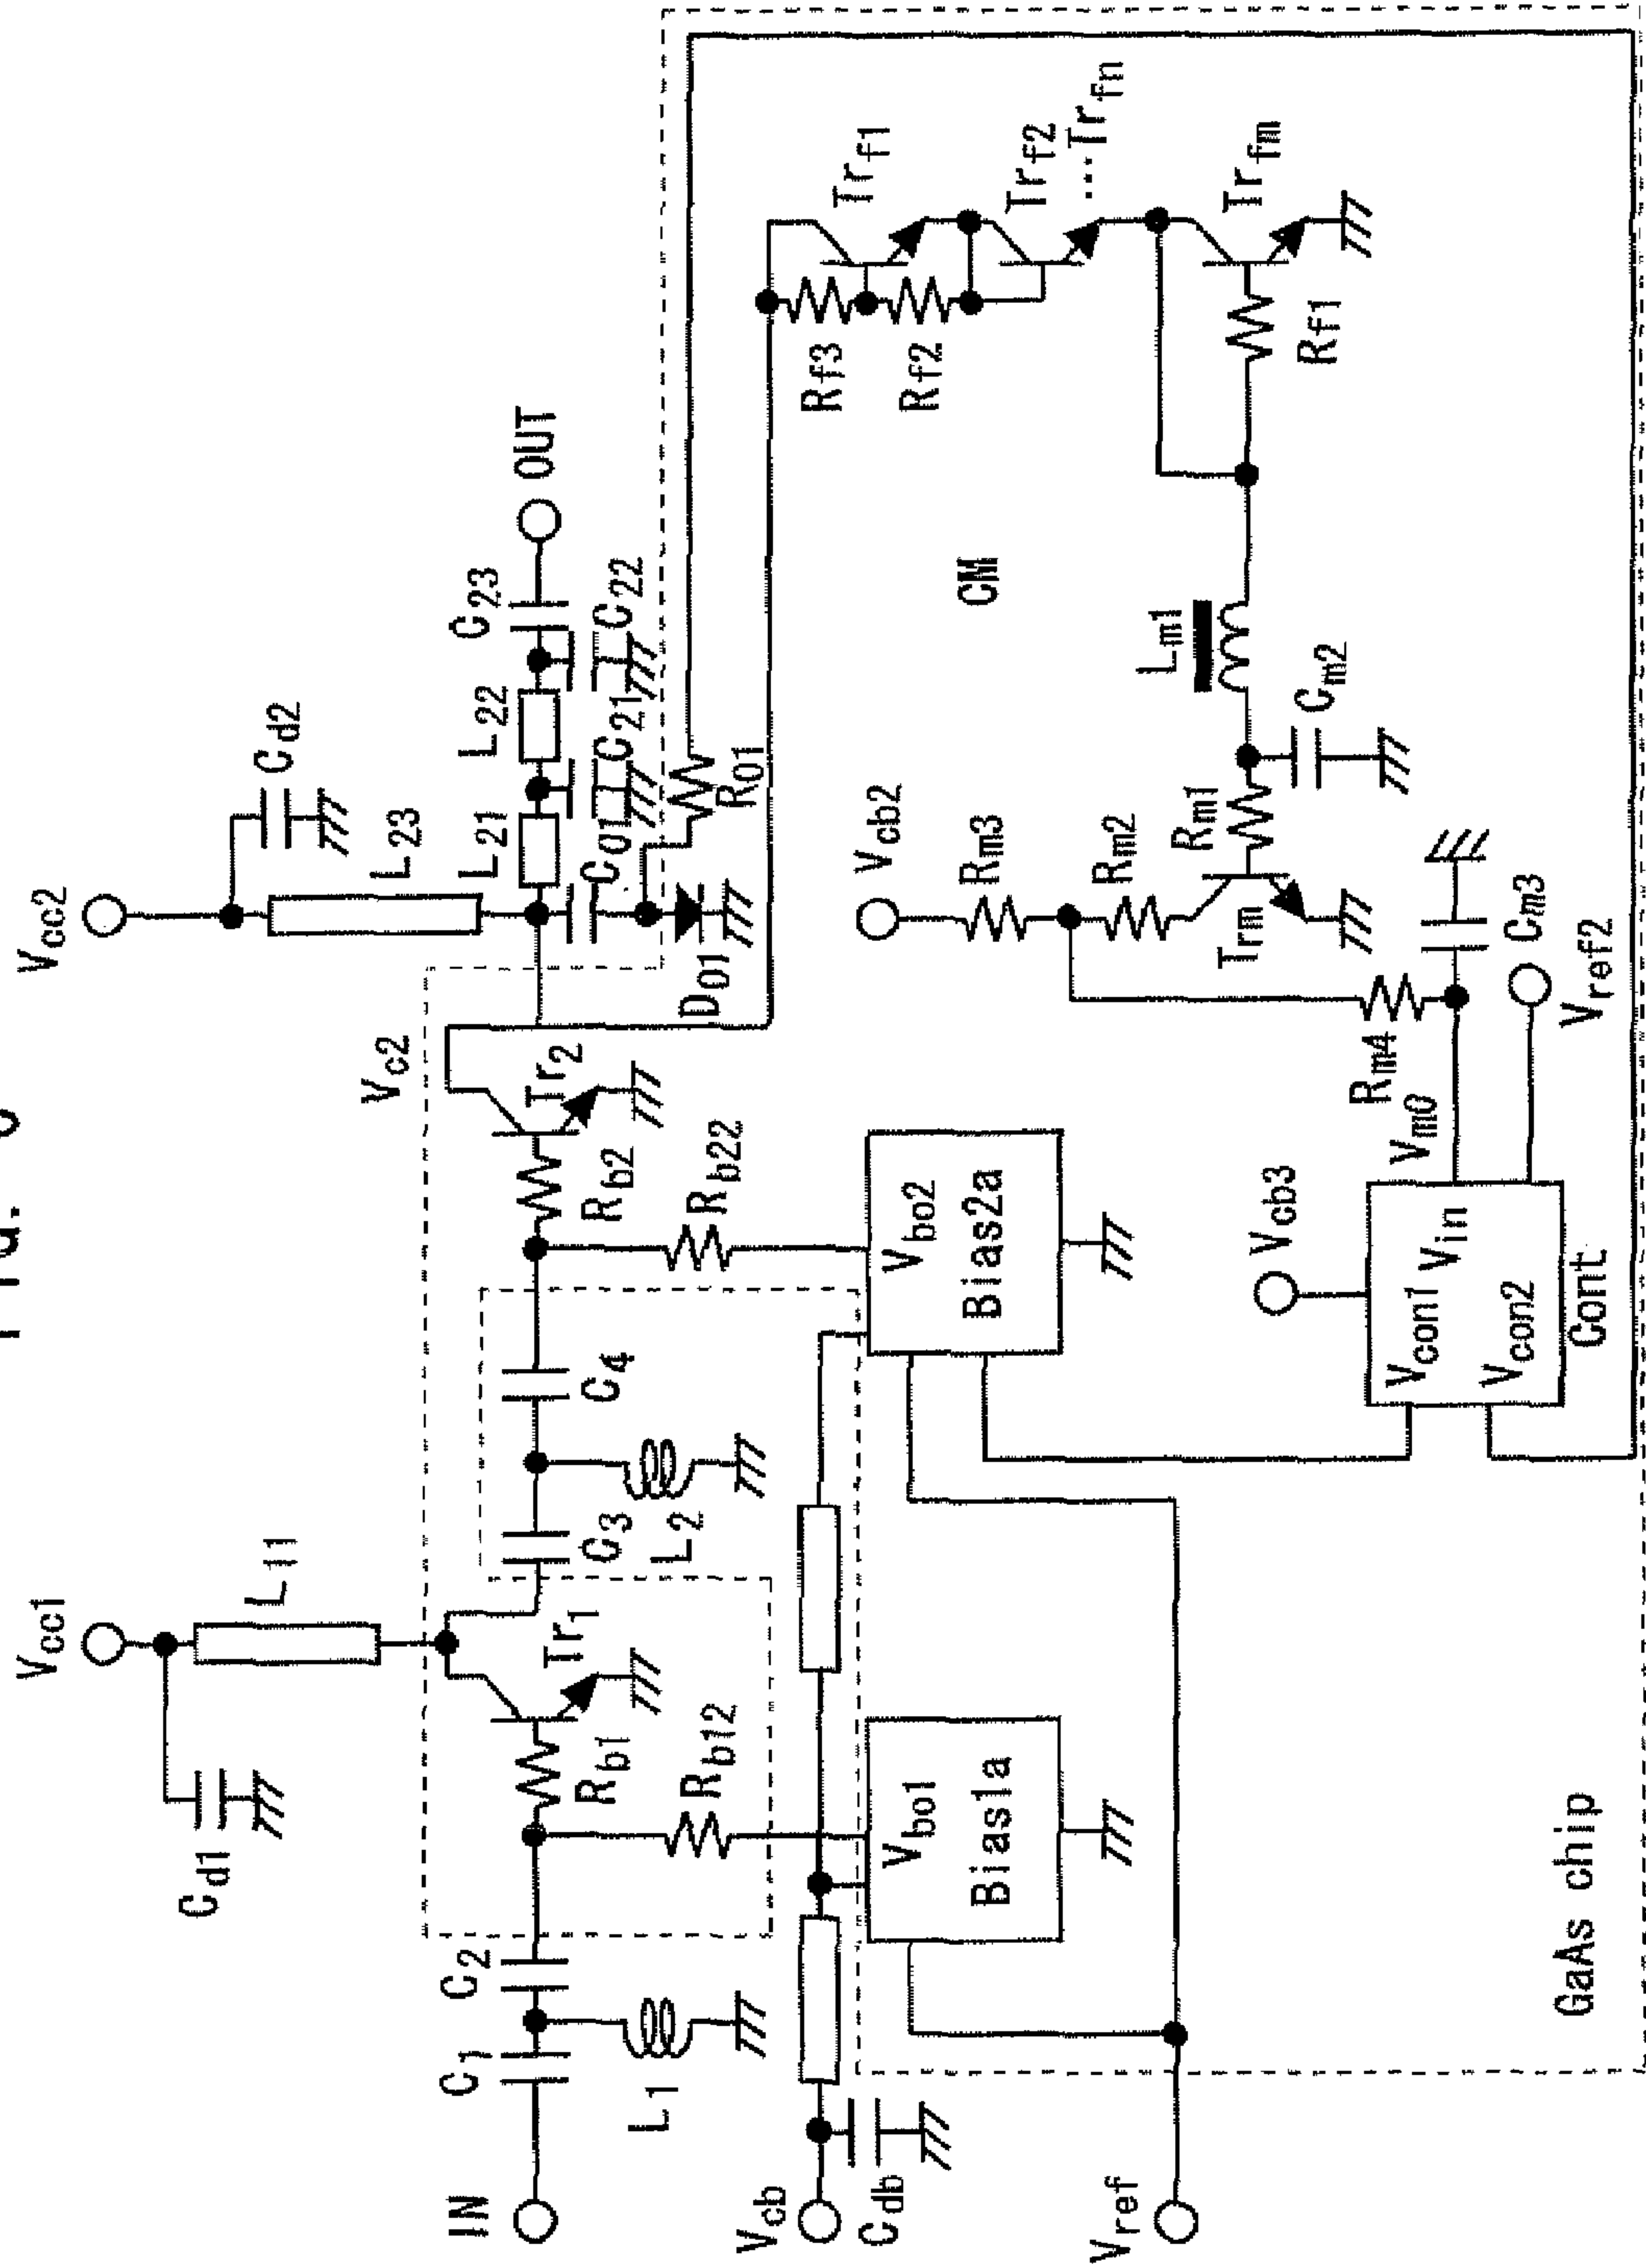 Vcc1
Vcc2
Cd1
L11
Cd2
L23
IN
C1
C2
L1
Rb1
Tr1
Rb12
C3
L2
C4
Rb2
Tr2
Rb22
Vc2
L21
L22
C23
OUT
C01
C21
C22
D01
R01
Vcb
Cdb
Vref
Vbo1
Bias1a
Vbo2
Bias2a
Vcb2
Rm3
Rm2
Rm1
Trm
Lm1
Cm2
CM
Rf3
Rf2
Rf1
Trf1
Trf2
...Trfn
Trfm
Rm4
Cm3
Vm0
Vref2
Vcb3
Vcon1
Vin
Vcon2
Cont
GaAs chip